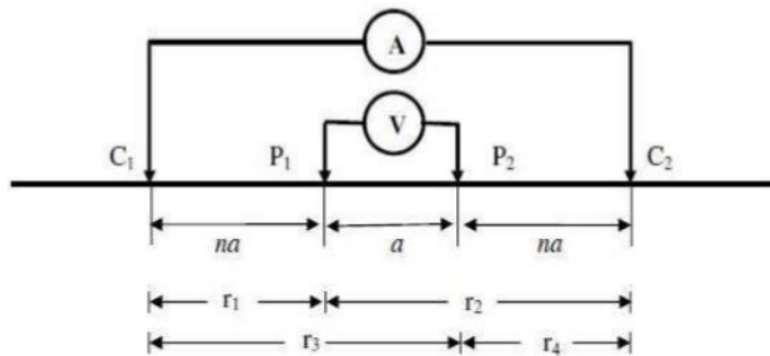 A
V
C₁ P₁ P₂ C₂
na a na
r₁ r₂
r₃ r₄